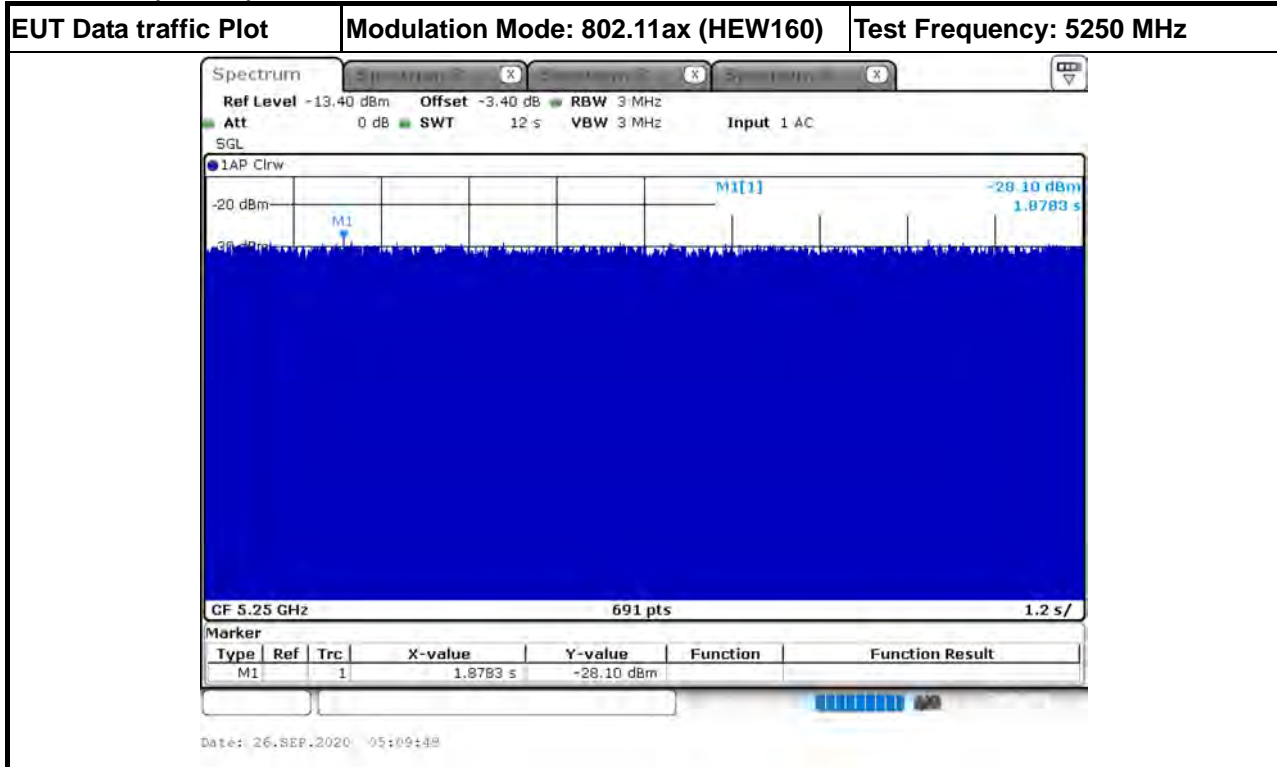 EUT Data traffic Plot Modulation Mode: 802.11ax (HEW160) Test Frequency: 5250 MHz
Spectrum
Ref Level -13.40 dBm Offset -3.40 dB RBW 3 MHz
Att 0 dB SWT 12 s VBW 3 MHz Input 1 AC
SGL
1AP Clrw
M1[1] -28.10 dBm
1.8783 s
-20 dBm
M1
-30 dBm
CF 5.25 GHz 691 pts 1.2 s/
Marker
Type Ref Trc X-value Y-value Function Function Result
M1 1 1.8783 s -28.10 dBm
Date: 26.SEP.2020 05:09:48